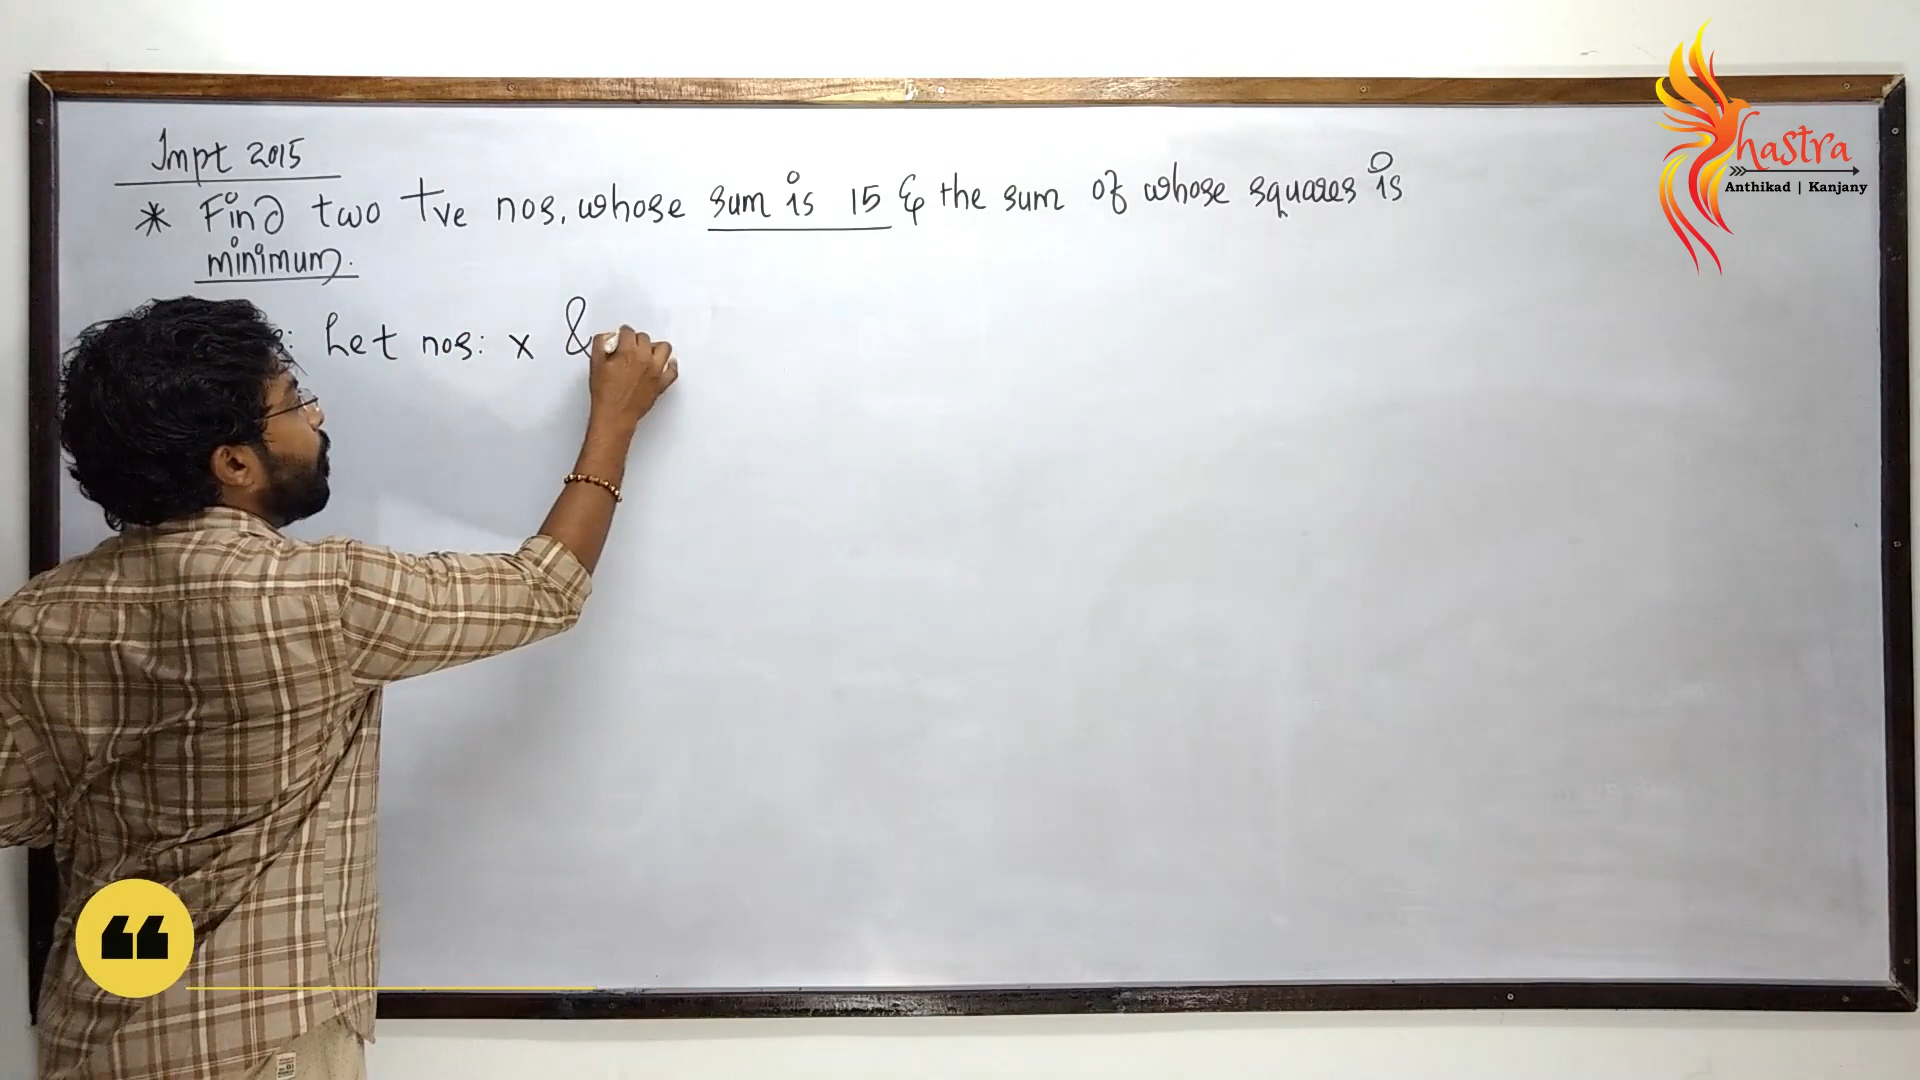 Impt 2015
* Find two +ve nos. whose sum is 15 & the sum of whose squares is
minimum.
Let nos: x &
hastra
Anthikad | Kanjany